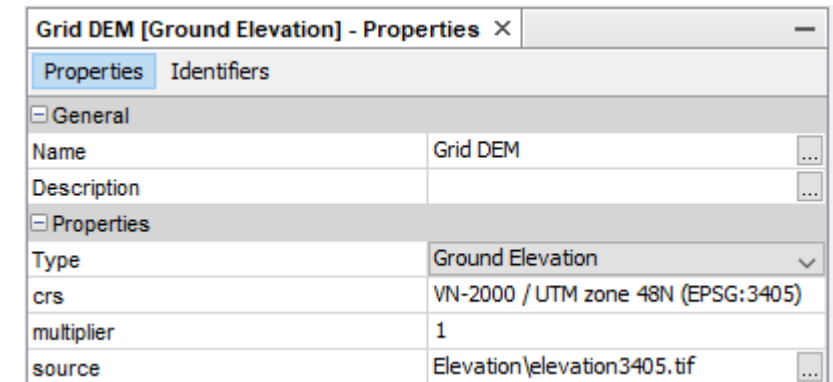 Grid DEM [Ground Elevation] - Properties ×
Properties Identifiers
General
Name Grid DEM ...
Description ...
Properties
Type Ground Elevation
crs VN-2000 / UTM zone 48N (EPSG:3405)
multiplier 1
source Elevation\elevation3405.tif ...